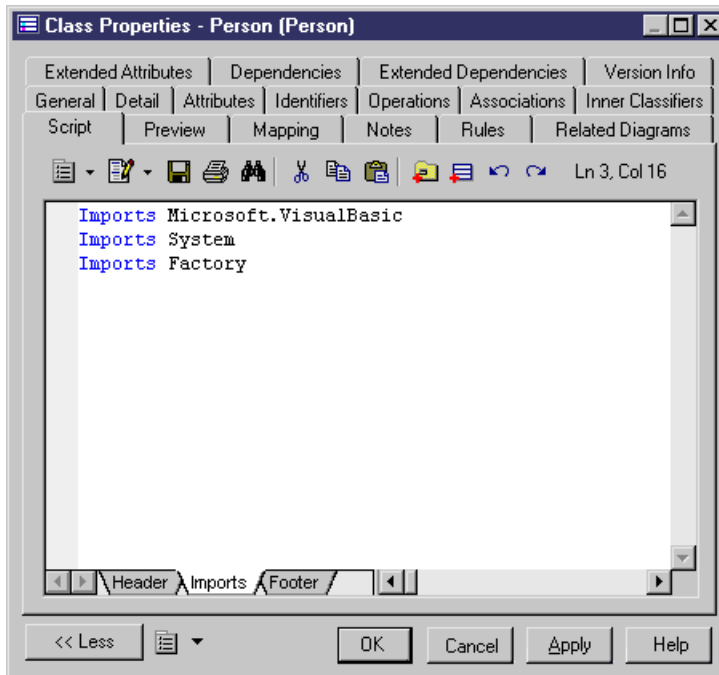 Class Properties - Person (Person)
Extended Attributes Dependencies Extended Dependencies Version Info
General Detail Attributes Identifiers Operations Associations Inner Classifiers
Script Preview Mapping Notes Rules Related Diagrams
Ln 3, Col 16
Imports Microsoft.VisualBasic
Imports System
Imports Factory
Header Imports Footer
<< Less OK Cancel Apply Help